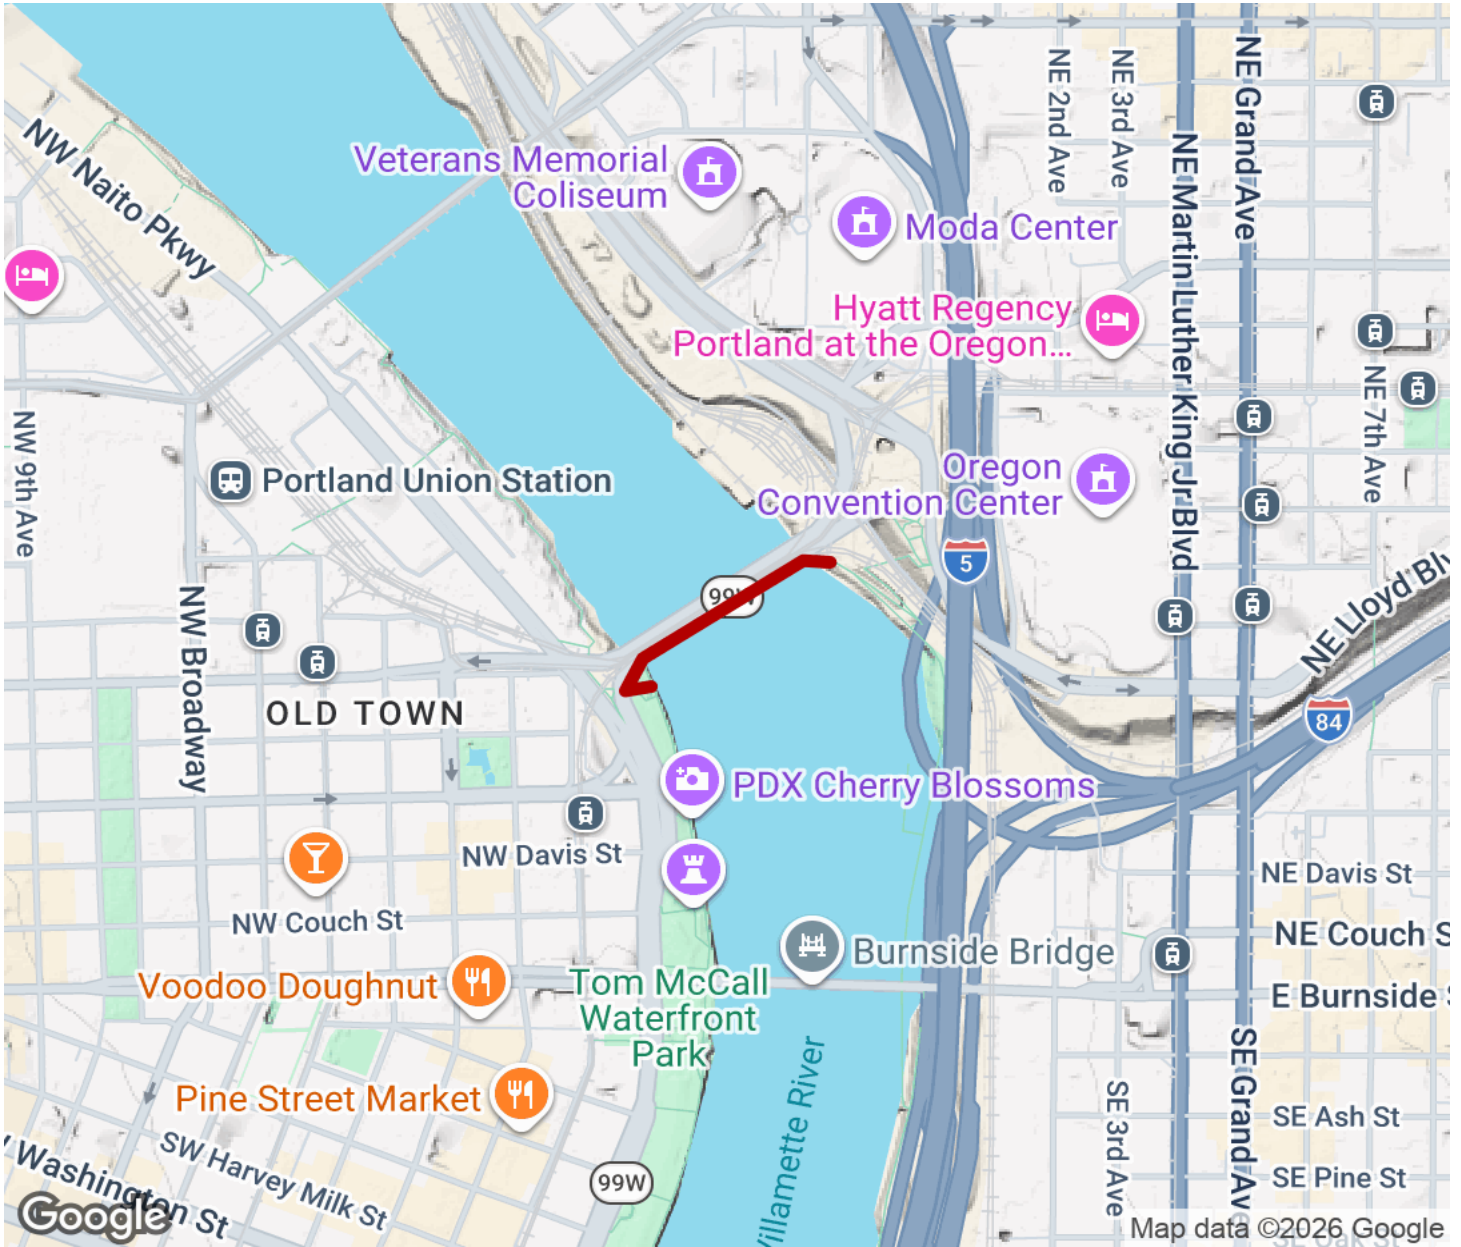 NE 2nd Ave
NE 3rd Ave
NE Grand Ave
NE Martin Luther King Jr Blvd
NW Naito Pkwy
Veterans Memorial
Coliseum
Moda Center
Hyatt Regency
Portland at the Oregon...
NE 7th Ave
NW 9th Ave
Portland Union Station
Oregon
Convention Center
5
NE Lloyd Blv
99W
NW Broadway
OLD TOWN
84
PDX Cherry Blossoms
NW Davis St
NE Davis St
NW Couch St
NE Couch S
Burnside Bridge
Voodoo Doughnut
Tom McCall
Waterfront
Park
E Burnside S
Pine Street Market
Willamette River
SE 3rd Ave
SE Grand Av
SE Ash St
SW Harvey Milk St
Washington St
99W
SE Pine St
SE Oak St
Google
Map data ©2026 Google